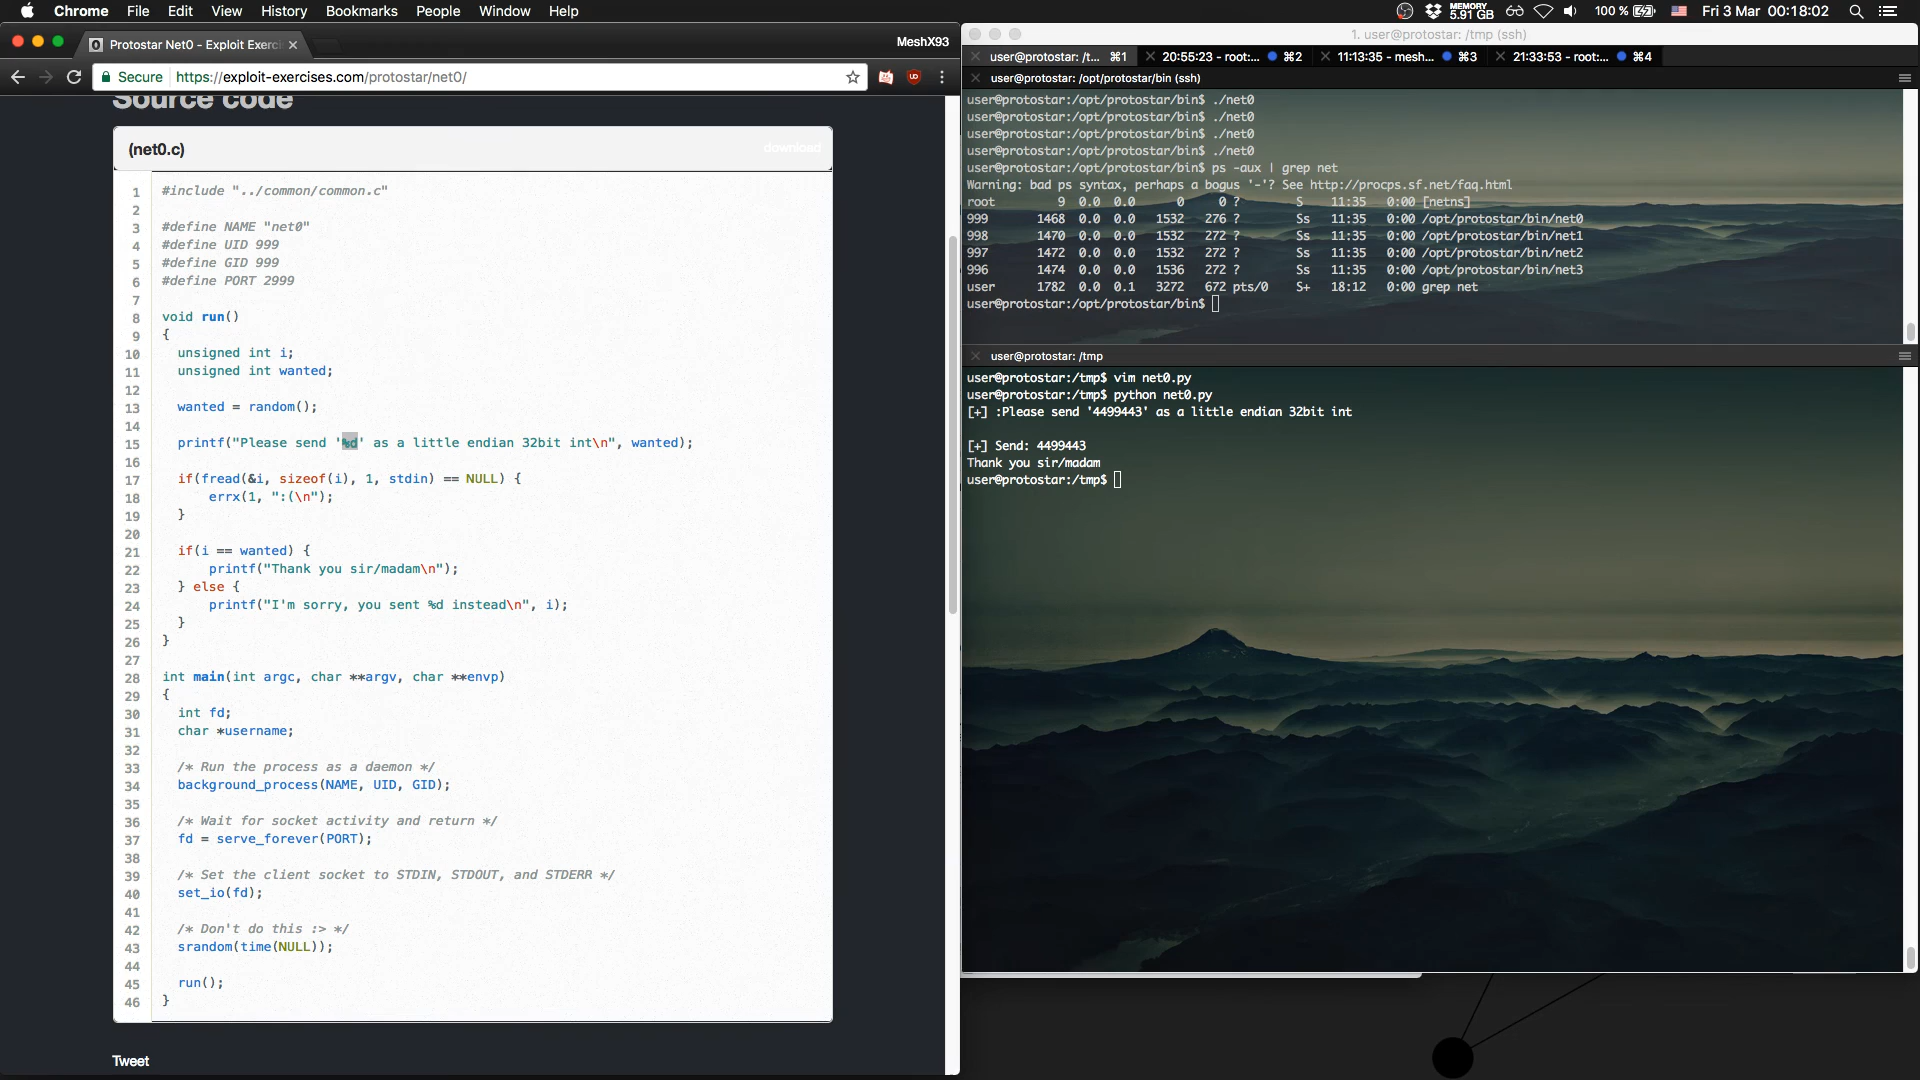 Chrome File Edit View History Bookmarks People Window Help
MEMORY
5.91 GB
100 %
Fri 3 Mar 00:18:02
Protostar Net0 - Exploit Exerci
MeshX93
Secure https://exploit-exercises.com/protostar/net0/
Source code
(net0.c)
download
1 #include "../common/common.c"
2
3 #define NAME "net0"
4 #define UID 999
5 #define GID 999
6 #define PORT 2999
7
8 void run()
9 {
10 unsigned int i;
11 unsigned int wanted;
12
13 wanted = random();
14
15 printf("Please send '%d' as a little endian 32bit int\n", wanted);
16
17 if(fread(&i, sizeof(i), 1, stdin) == NULL) {
18 errx(1, ":(\n");
19 }
20
21 if(i == wanted) {
22 printf("Thank you sir/madam\n");
23 } else {
24 printf("I'm sorry, you sent %d instead\n", i);
25 }
26 }
27
28 int main(int argc, char **argv, char **envp)
29 {
30 int fd;
31 char *username;
32
33 /* Run the process as a daemon */
34 background_process(NAME, UID, GID);
35
36 /* Wait for socket activity and return */
37 fd = serve_forever(PORT);
38
39 /* Set the client socket to STDIN, STDOUT, and STDERR */
40 set_io(fd);
41
42 /* Don't do this :> */
43 srandom(time(NULL));
44
45 run();
46 }
Tweet
1. user@protostar: /tmp (ssh)
user@protostar: /t... ⌘1 20:55:23 - root:... ⌘2 11:13:35 - mesh... ⌘3 21:33:53 - root:... ⌘4
user@protostar: /opt/protostar/bin (ssh)
user@protostar:/opt/protostar/bin$ ./net0
user@protostar:/opt/protostar/bin$ ./net0
user@protostar:/opt/protostar/bin$ ./net0
user@protostar:/opt/protostar/bin$ ./net0
user@protostar:/opt/protostar/bin$ ps -aux | grep net
Warning: bad ps syntax, perhaps a bogus '-'? See http://procps.sf.net/faq.html
root 9 0.0 0.0 0 0 ? S 11:35 0:00 [netns]
999 1468 0.0 0.0 1532 276 ? Ss 11:35 0:00 /opt/protostar/bin/net0
998 1470 0.0 0.0 1532 272 ? Ss 11:35 0:00 /opt/protostar/bin/net1
997 1472 0.0 0.0 1532 272 ? Ss 11:35 0:00 /opt/protostar/bin/net2
996 1474 0.0 0.0 1536 272 ? Ss 11:35 0:00 /opt/protostar/bin/net3
user 1782 0.0 0.1 3272 672 pts/0 S+ 18:12 0:00 grep net
user@protostar:/opt/protostar/bin$
user@protostar: /tmp
user@protostar:/tmp$ vim net0.py
user@protostar:/tmp$ python net0.py
[+] :Please send '4499443' as a little endian 32bit int
[+] Send: 4499443
Thank you sir/madam
user@protostar:/tmp$